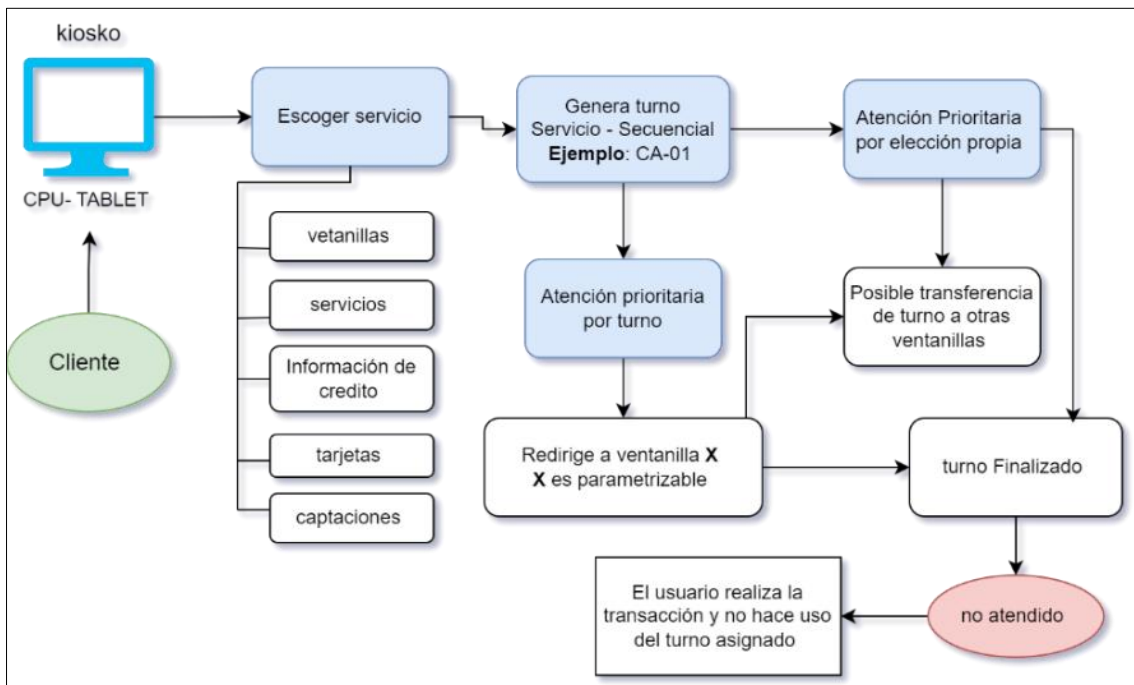 kiosko
CPU- TABLET
Cliente
Escoger servicio
vetanillas
servicios
Información de
credito
tarjetas
captaciones
Genera turno
Servicio - Secuencial
Ejemplo: CA-01
Atención prioritaria
por turno
Redirige a ventanilla X
X es parametrizable
Atención Prioritaria
por elección propia
Posible transferencia
de turno a otras
ventanillas
turno Finalizado
no atendido
El usuario realiza la
transacción y no hace uso
del turno asignado